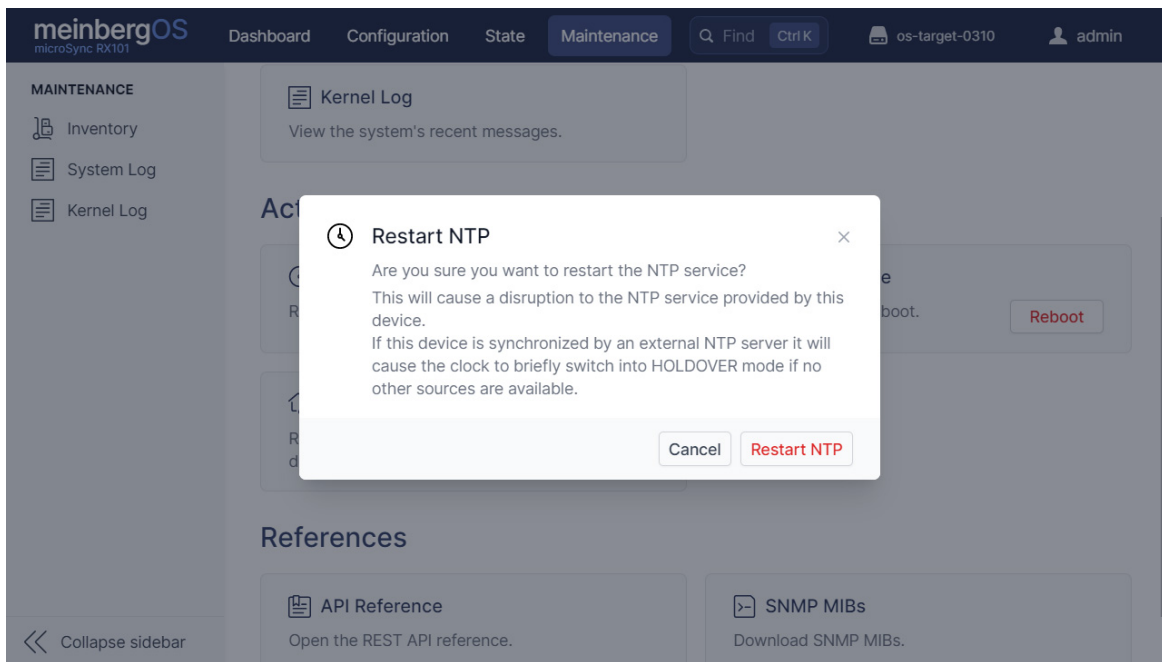 meinbergOS
microSync RX101
Dashboard
Configuration
State
Maintenance
Find
Ctrl K
os-target-0310
admin
MAINTENANCE
Inventory
System Log
Kernel Log
Collapse sidebar
Kernel Log
View the system's recent messages.
Act
R
e
boot.
Reboot
R
d
Restart NTP
Are you sure you want to restart the NTP service?
This will cause a disruption to the NTP service provided by this
device.
If this device is synchronized by an external NTP server it will
cause the clock to briefly switch into HOLDOVER mode if no
other sources are available.
Cancel
Restart NTP
References
API Reference
Open the REST API reference.
SNMP MIBs
Download SNMP MIBs.